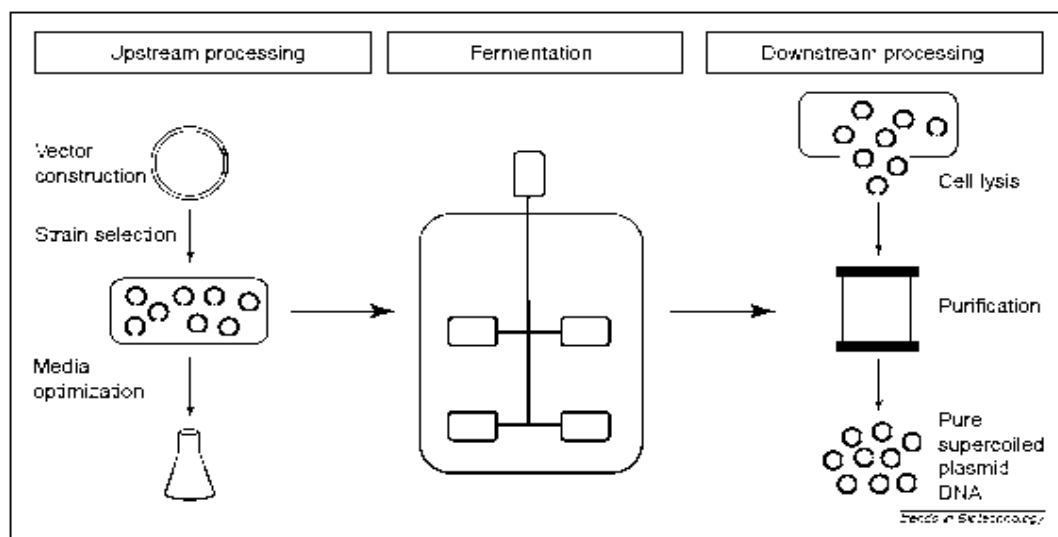 Upstream processing
Fermentation
Downstream processing
Vector
construction
Strain selection
Media
optimization
Cell lysis
Purification
Pure
supercoiled
plasmid
DNA
Trends in Biotechnology